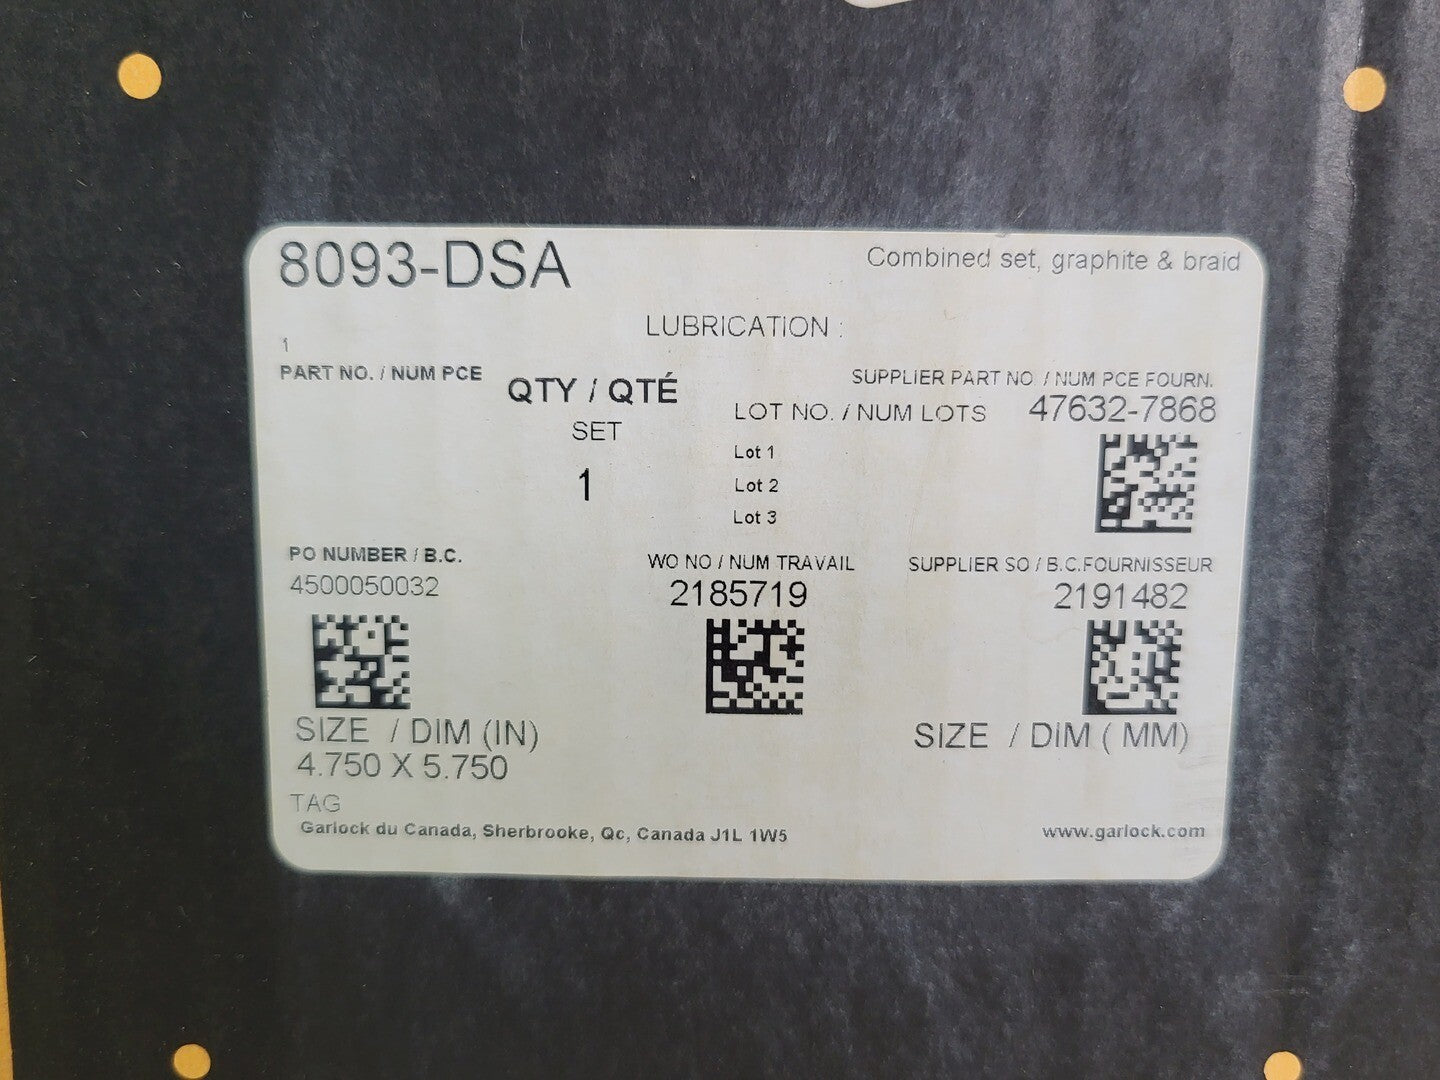 8093-DSA
Combined set, graphite & braid
LUBRICATION :
1
PART NO. / NUM PCE
QTY / QTÉ
SET
1
SUPPLIER PART NO. / NUM PCE FOURN.
47632-7868
LOT NO. / NUM LOTS
Lot 1
Lot 2
Lot 3
PO NUMBER / B.C.
4500050032
WO NO / NUM TRAVAIL
2185719
SUPPLIER SO / B.C.FOURNISSEUR
2191482
SIZE / DIM (IN)
4.750 X 5.750
SIZE / DIM ( MM)
TAG
Garlock du Canada, Sherbrooke, Qc, Canada J1L 1W5
www.garlock.com